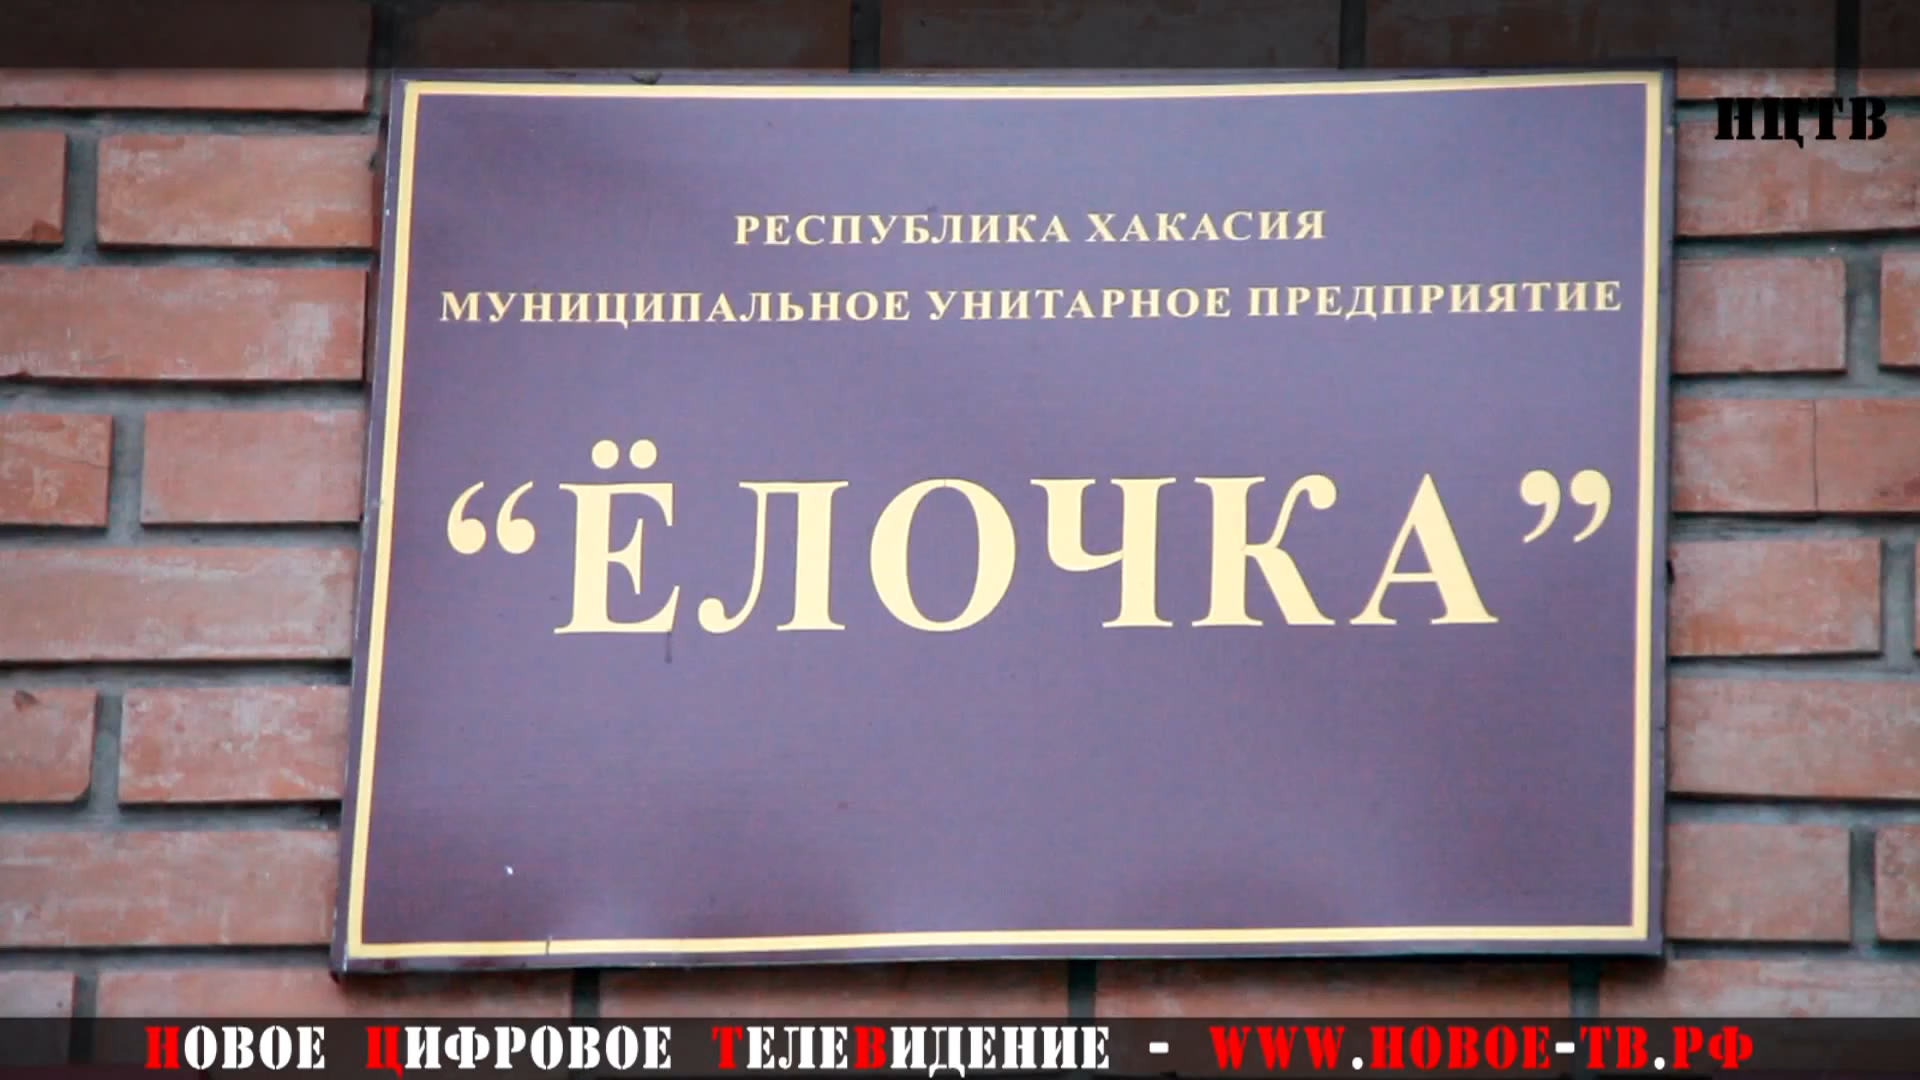 НЦТВ
РЕСПУБЛИКА ХАКАСИЯ
МУНИЦИПАЛЬНОЕ УНИТАРНОЕ ПРЕДПРИЯТИЕ
“ЁЛОЧКА”
НОВОЕ ЦИФРОВОЕ ТЕЛЕВИДЕНИЕ - WWW.НОВОЕ-ТВ.РФ